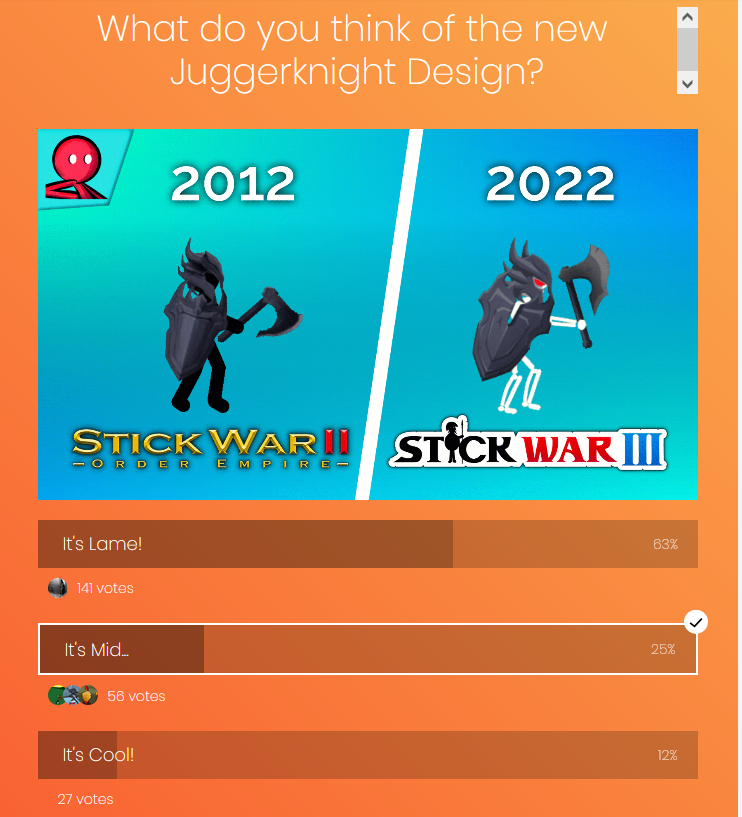 What do you think of the new
Juggerknight Design?
2012
2022
STICK WAR II
—ORDER EMPIRE—
STICK WAR III
It's Lame!
63%
141 votes
It's Mid...
25%
56 votes
It's Cool!
12%
27 votes